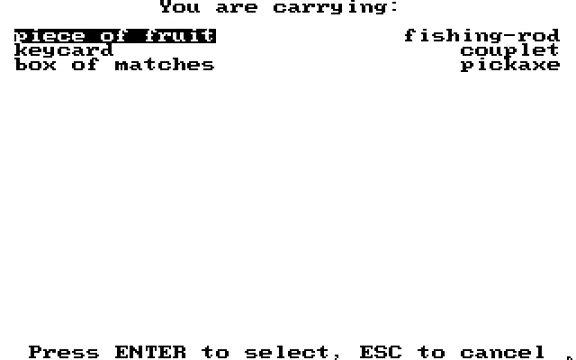 You are carrying:
piece of fruit fishing-rod
keycard couplet
box of matches pickaxe
Press ENTER to select, ESC to cancel